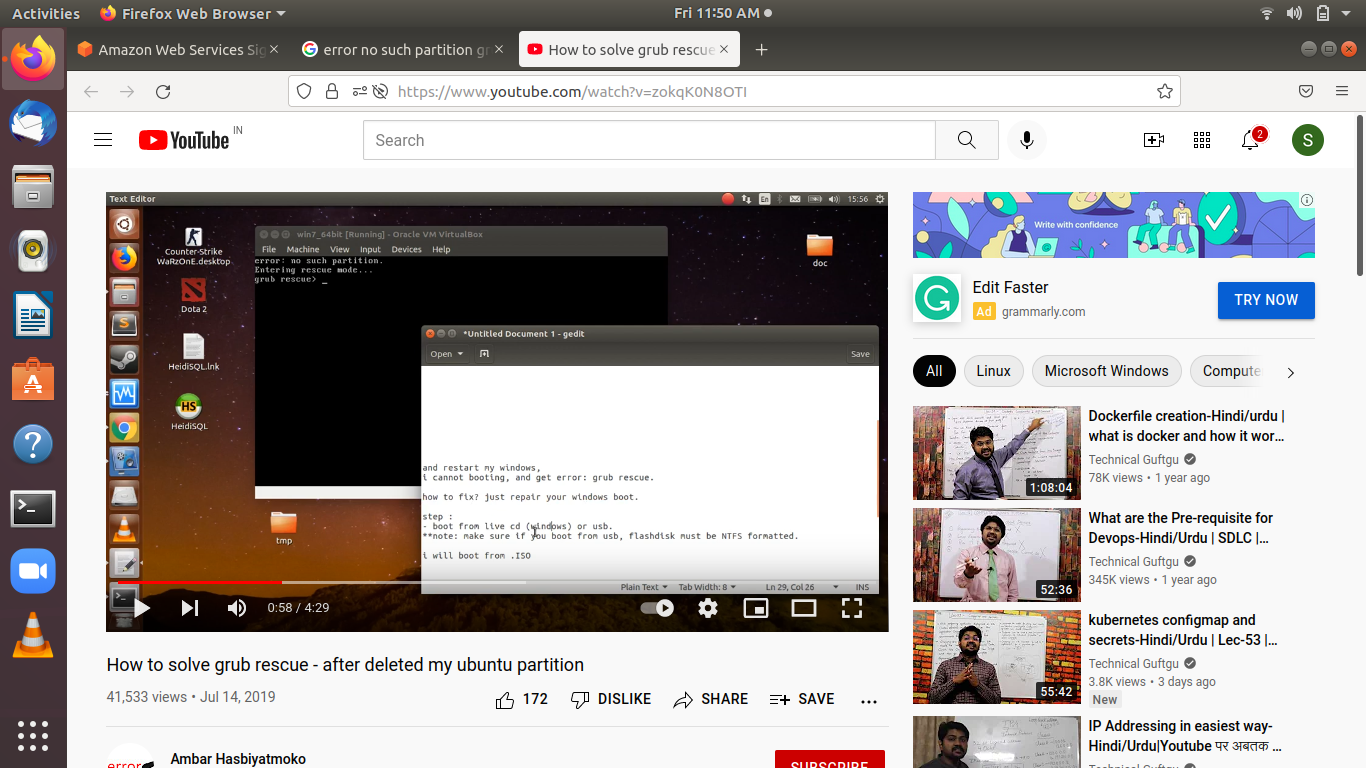 Activities
Firefox Web Browser
Fri 11:50 AM
Amazon Web Services Sig
error no such partition gr
How to solve grub rescue
https://www.youtube.com/watch?v=zokqK0N8OTI
YouTube IN
Search
2
S
Text Editor
En
15:56
Counter-Strike
WaRzOnE.desktop
Dota 2
HeidiSQL.lnk
HS
HeidiSQL
tmp
doc
win7_64bit [Running] - Oracle VM VirtualBox
File Machine View Input Devices Help
error: no such partition.
Entering rescue mode...
grub rescue> _
*Untitled Document 1 - gedit
Open
Save
and restart my windows,
i cannot booting, and get error: grub rescue.
how to fix? just repair your windows boot.
step :
- boot from live cd (windows) or usb.
**note: make sure if you boot from usb, flashdisk must be NTFS formatted.
i will boot from .ISO
Plain Text Tab Width: 8 Ln 29, Col 26 INS
0:58 / 4:29
How to solve grub rescue - after deleted my ubuntu partition
41,533 views • Jul 14, 2019
172 DISLIKE SHARE SAVE
error
Ambar Hasbiyatmoko
SUBSCRIBE
Write with confidence
Edit Faster
Ad grammarly.com
TRY NOW
All Linux Microsoft Windows Compute
Dockerfile creation-Hindi/urdu |
what is docker and how it wor...
Technical Guftgu
78K views • 1 year ago
1:08:04
What are the Pre-requisite for
Devops-Hindi/Urdu | SDLC |...
Technical Guftgu
345K views • 1 year ago
52:36
kubernetes configmap and
secrets-Hindi/Urdu | Lec-53 |...
Technical Guftgu
3.8K views • 3 days ago
New
55:42
IP Addressing in easiest way-
Hindi/Urdu|Youtube पर अबतक ...
Technical Guftgu